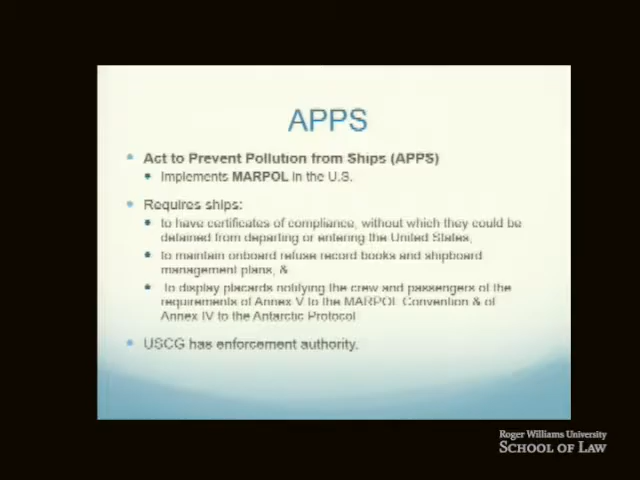 APPS
Act to Prevent Pollution from Ships (APPS)
Implements MARPOL in the U.S.
Requires ships:
to have certificates of compliance, without which they could be
detained from departing or entering the United States,
to maintain onboard refuse record books and shipboard
management plans, &
to display placards notifying the crew and passengers of the
requirements of Annex V to the MARPOL Convention & of
Annex IV to the Antarctic Protocol
USCG has enforcement authority.
Roger Williams University
SCHOOL OF LAW